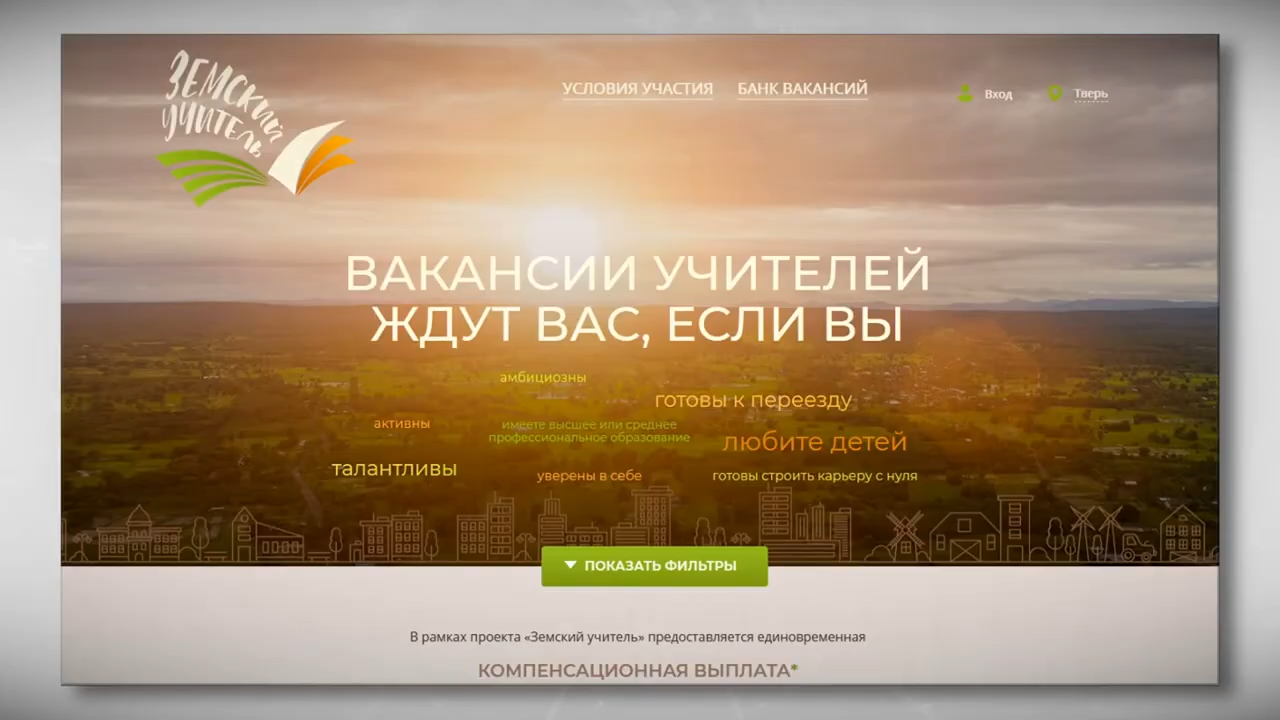 ЗЕМСКИЙ
УЧИТЕЛЬ
УСЛОВИЯ УЧАСТИЯ
БАНК ВАКАНСИЙ
Вход
Тверь
ВАКАНСИИ УЧИТЕЛЕЙ
ЖДУТ ВАС, ЕСЛИ ВЫ
амбициозны
готовы к переезду
активны
имеете высшее или среднее
профессиональное образование
любите детей
талантливы
уверены в себе
готовы строить карьеру с нуля
ПОКАЗАТЬ ФИЛЬТРЫ
В рамках проекта «Земский учитель» предоставляется единовременная
КОМПЕНСАЦИОННАЯ ВЫПЛАТА*